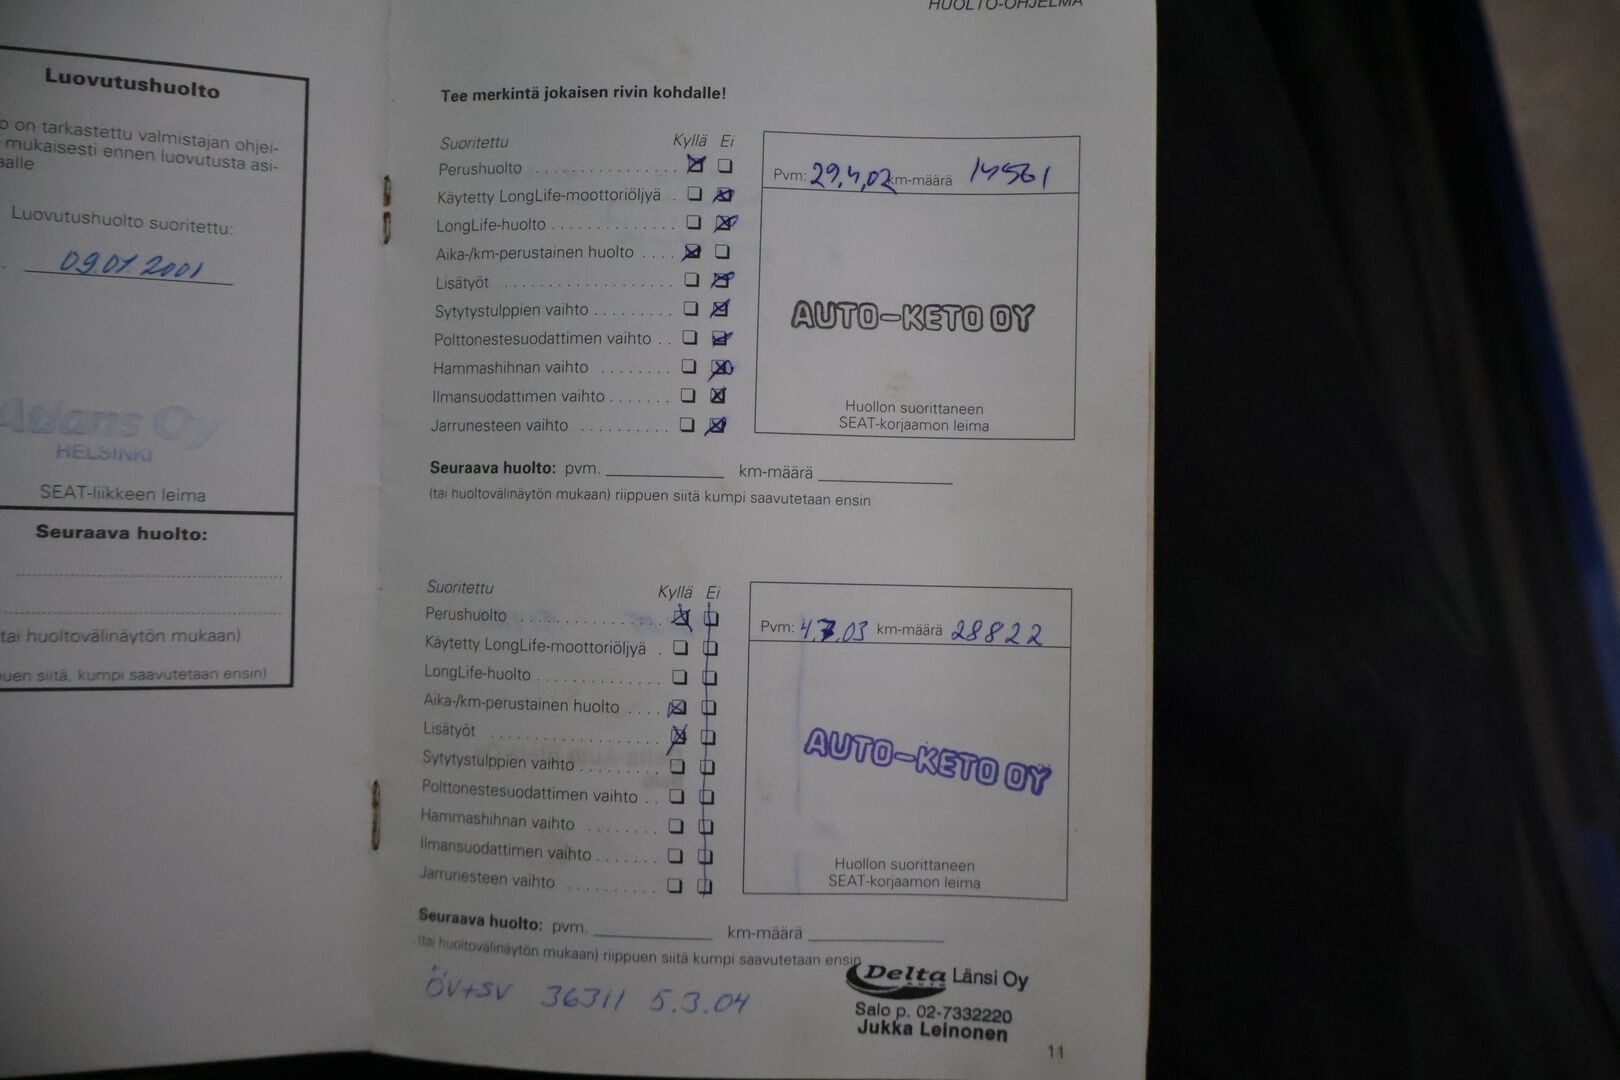 Luovutushuolto
o on tarkastettu valmistajan ohjei-
mukaisesti ennen luovutusta asi-
aalle
Luovutushuolto suoritettu:
09.01.2001
HELSINKI
SEAT-liikkeen leima
Seuraava huolto:
tai huoltovälinäytön mukaan)
uen siitä, kumpi saavutetaan ensin)
HUOLTO-OHJELMA
Tee merkintä jokaisen rivin kohdalle!
Suoritettu Kyllä Ei
Perushuolto
Käytetty LongLife-moottoriöljyä
LongLife-huolto
Aika-/km-perustainen huolto
Lisätyöt
Sytytystulppien vaihto
Polttonestesuodattimen vaihto
Hammashihnan vaihto
Ilmansuodattimen vaihto
Jarrunesteen vaihto
Pvm: 29.4.02 km-määrä 14561
AUTO-KETO OY
Huollon suorittaneen
SEAT-korjaamon leima
Seuraava huolto: pvm. km-määrä
(tai huoltovälinäytön mukaan) riippuen siitä kumpi saavutetaan ensin
Suoritettu Kyllä Ei
Perushuolto
Käytetty LongLife-moottoriöljyä
LongLife-huolto
Aika-/km-perustainen huolto
Lisätyöt
Sytytystulppien vaihto
Polttonestesuodattimen vaihto
Hammashihnan vaihto
Ilmansuodattimen vaihto
Jarrunesteen vaihto
Pvm: 4.7.03 km-määrä 28822
AUTO-KETO OY
Huollon suorittaneen
SEAT-korjaamon leima
Seuraava huolto: pvm. km-määrä
(tai huoltovälinäytön mukaan) riippuen siitä kumpi saavutetaan ensin
ÖV+SV 36311 5.3.04
Delta Länsi Oy
AUTO
Salo p. 02-7332220
Jukka Leinonen
11